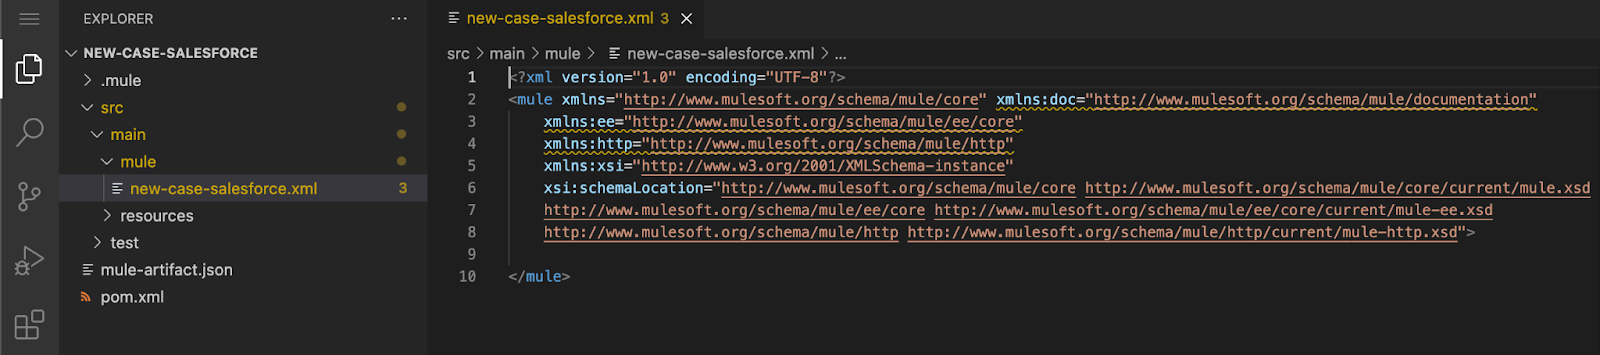 EXPLORER ...
NEW-CASE-SALESFORCE
.mule
src
main
mule
new-case-salesforce.xml 3
resources
test
mule-artifact.json
pom.xml
new-case-salesforce.xml 3
src > main > mule > new-case-salesforce.xml > ...
1 <?xml version="1.0" encoding="UTF-8"?>
2 <mule xmlns="http://www.mulesoft.org/schema/mule/core" xmlns:doc="http://www.mulesoft.org/schema/mule/documentation"
3 xmlns:ee="http://www.mulesoft.org/schema/mule/ee/core"
4 xmlns:http="http://www.mulesoft.org/schema/mule/http"
5 xmlns:xsi="http://www.w3.org/2001/XMLSchema-instance"
6 xsi:schemaLocation="http://www.mulesoft.org/schema/mule/core http://www.mulesoft.org/schema/mule/core/current/mule.xsd
7 http://www.mulesoft.org/schema/mule/ee/core http://www.mulesoft.org/schema/mule/ee/core/current/mule-ee.xsd
8 http://www.mulesoft.org/schema/mule/http http://www.mulesoft.org/schema/mule/http/current/mule-http.xsd">
9
10 </mule>